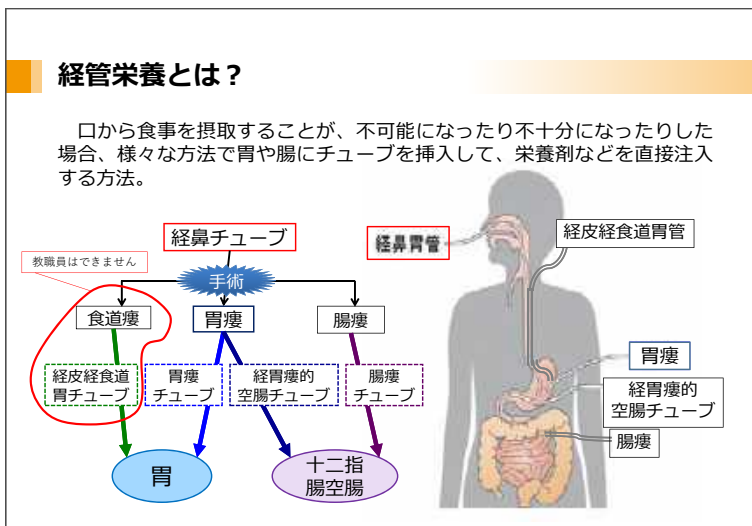 経管栄養とは？
口から食事を摂取することが、不可能になったり不十分になったりした
場合、様々な方法で胃や腸にチューブを挿入して、栄養剤などを直接注入
する方法。
経鼻チューブ
教職員はできません
手術
食道瘻
胃瘻
腸瘻
経皮経食道
胃チューブ
胃瘻
チューブ
経胃瘻的
空腸チューブ
腸瘻
チューブ
胃
十二指
腸空腸
経鼻胃管
経皮経食道胃管
胃瘻
経胃瘻的
空腸チューブ
腸瘻